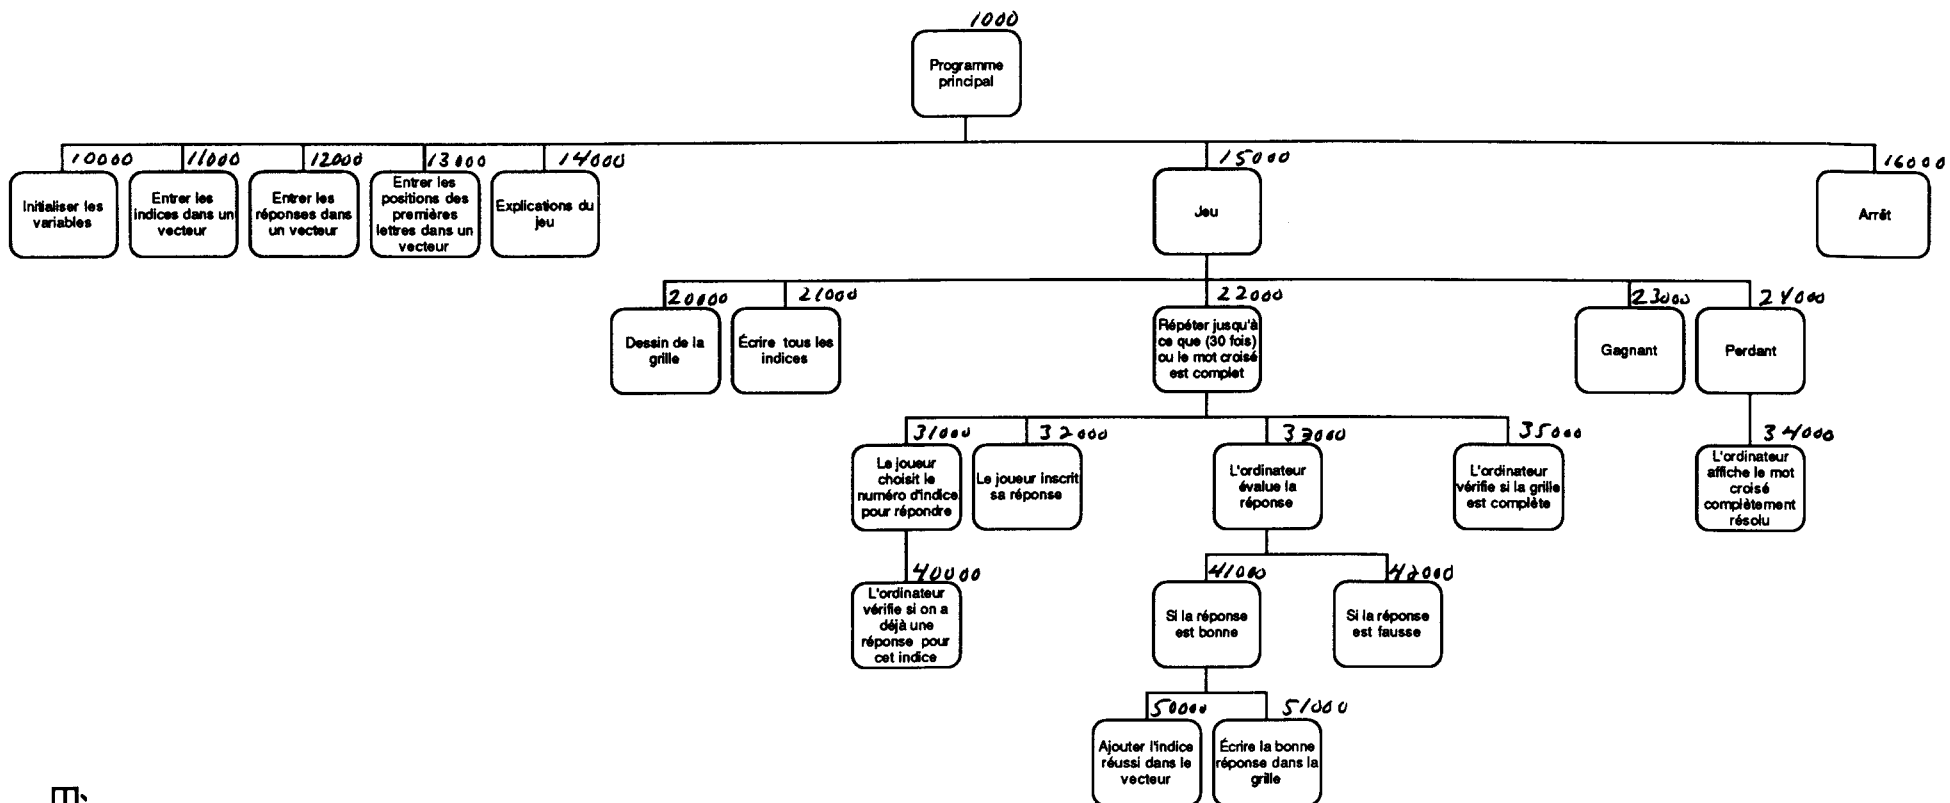 1000
Programme
principal
10000
Initialiser les
variables
11000
Entrer les
indices dans un
vecteur
12000
Entrer les
réponses dans
un vecteur
13000
Entrer les
positions des
premières
lettres dans un
vecteur
14000
Explications du
jeu
15000
Jeu
16000
Arrêt
20000
Dessin de la
grille
21000
Écrire tous les
indices
22000
Répéter jusqu'à
ce que (30 fois)
ou le mot croisé
est complet
23000
Gagnant
24000
Perdant
31000
Le joueur
choisit le
numéro d'indice
pour répondre
32000
Le joueur inscrit
sa réponse
33000
L'ordinateur
évalue la
réponse
35000
L'ordinateur
vérifie si la grille
est complète
34000
L'ordinateur
affiche le mot
croisé
complètement
résolu
40000
L'ordinateur
vérifie si on a
déjà une
réponse pour
cet indice
41000
Si la réponse
est bonne
42000
Si la réponse
est fausse
50000
Ajouter l'indice
réussi dans le
vecteur
51000
Écrire la bonne
réponse dans la
grille